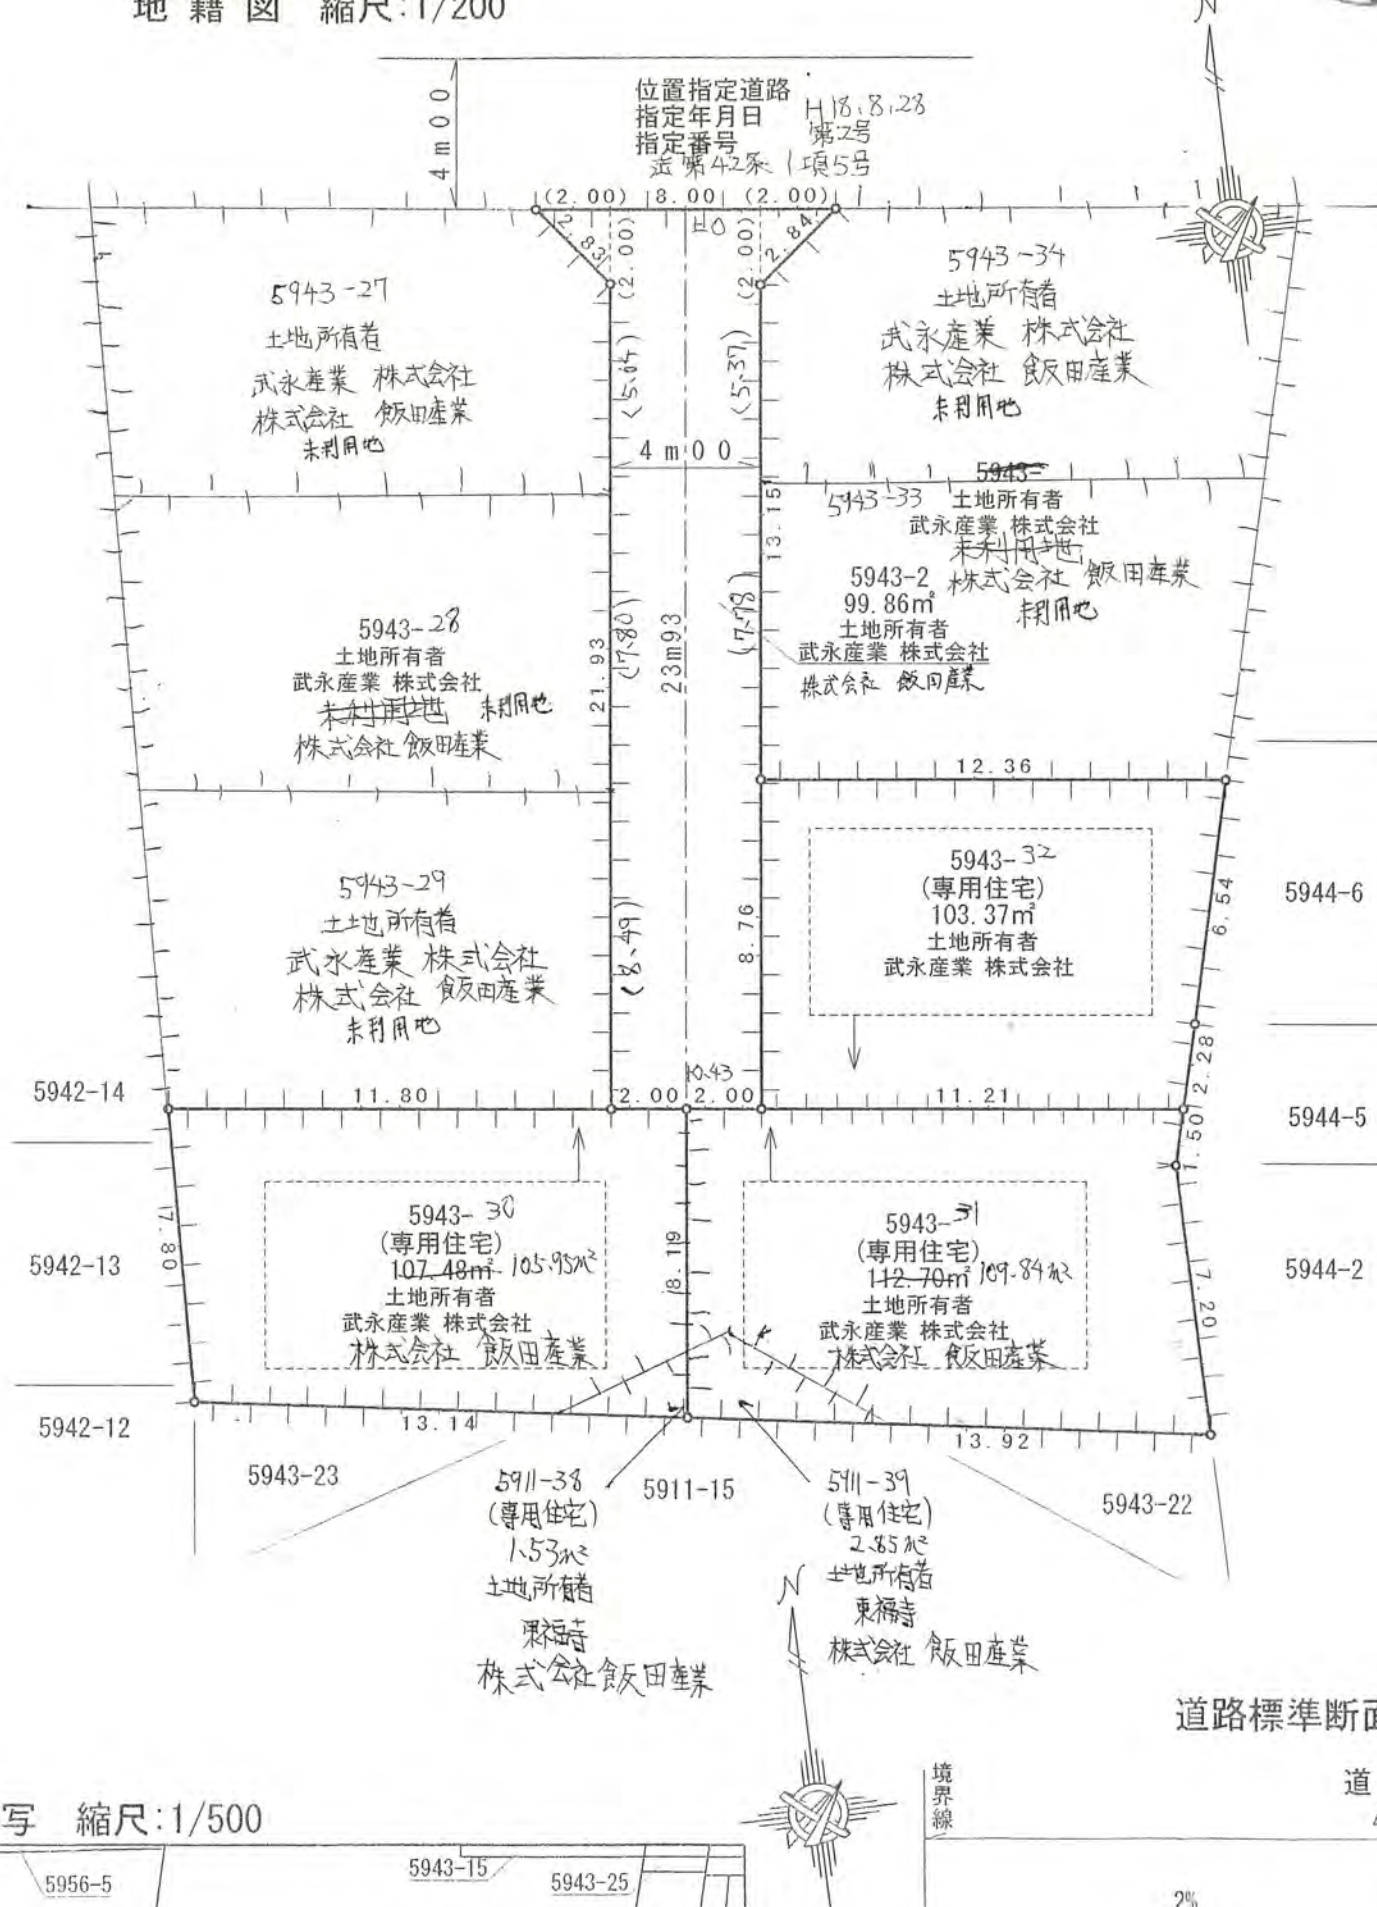 地籍図 縮尺:1/200
N
4m00
位置指定道路
指定年月日 H18.8.28
指定番号 第2号
法第42条1項5号
(2.00) 8.00 (2.00)
2.83
(2.00)
(2.00)
2.84
5943-27
土地所有者
武永産業 株式会社
株式会社 飯田産業
未利用地
5943-34
土地所有者
武永産業 株式会社
株式会社 飯田産業
未利用地
(5.37)
4m00
5943-
5943-33 土地所有者
武永産業 株式会社
未利用地
株式会社 飯田産業
未利用地
13.15
5943-2
99.86㎡
土地所有者
武永産業 株式会社
株式会社 飯田産業
(7.78)
23m93
(7.80)
21.93
5943-28
土地所有者
武永産業 株式会社
未利用地 未利用地
株式会社 飯田産業
12.36
5943-32
(専用住宅)
103.37㎡
土地所有者
武永産業 株式会社
6.54
5944-6
8.76
(8.49)
5943-29
土地所有者
武永産業 株式会社
株式会社 飯田産業
未利用地
2.28
5942-14
11.80
2.00
2.00
11.21
1.50
5944-5
5942-13
7.80
5943-30
(専用住宅)
107.48㎡ 105.95m²
土地所有者
武永産業 株式会社
株式会社 飯田産業
8.19
5943-31
(専用住宅)
112.70㎡ 109.84m²
土地所有者
武永産業 株式会社
株式会社 飯田産業
7.20
5944-2
5942-12
13.14
13.92
5943-23
5911-38
(専用住宅)
1.53m²
土地所有者
東福寺
株式会社 飯田産業
5911-15
5911-39
(専用住宅)
2.85m²
土地所有者
東福寺
株式会社 飯田産業
5943-22
N
道路標準断面
道
境界線
写 縮尺:1/500
5956-5
5943-15
5943-25
2%